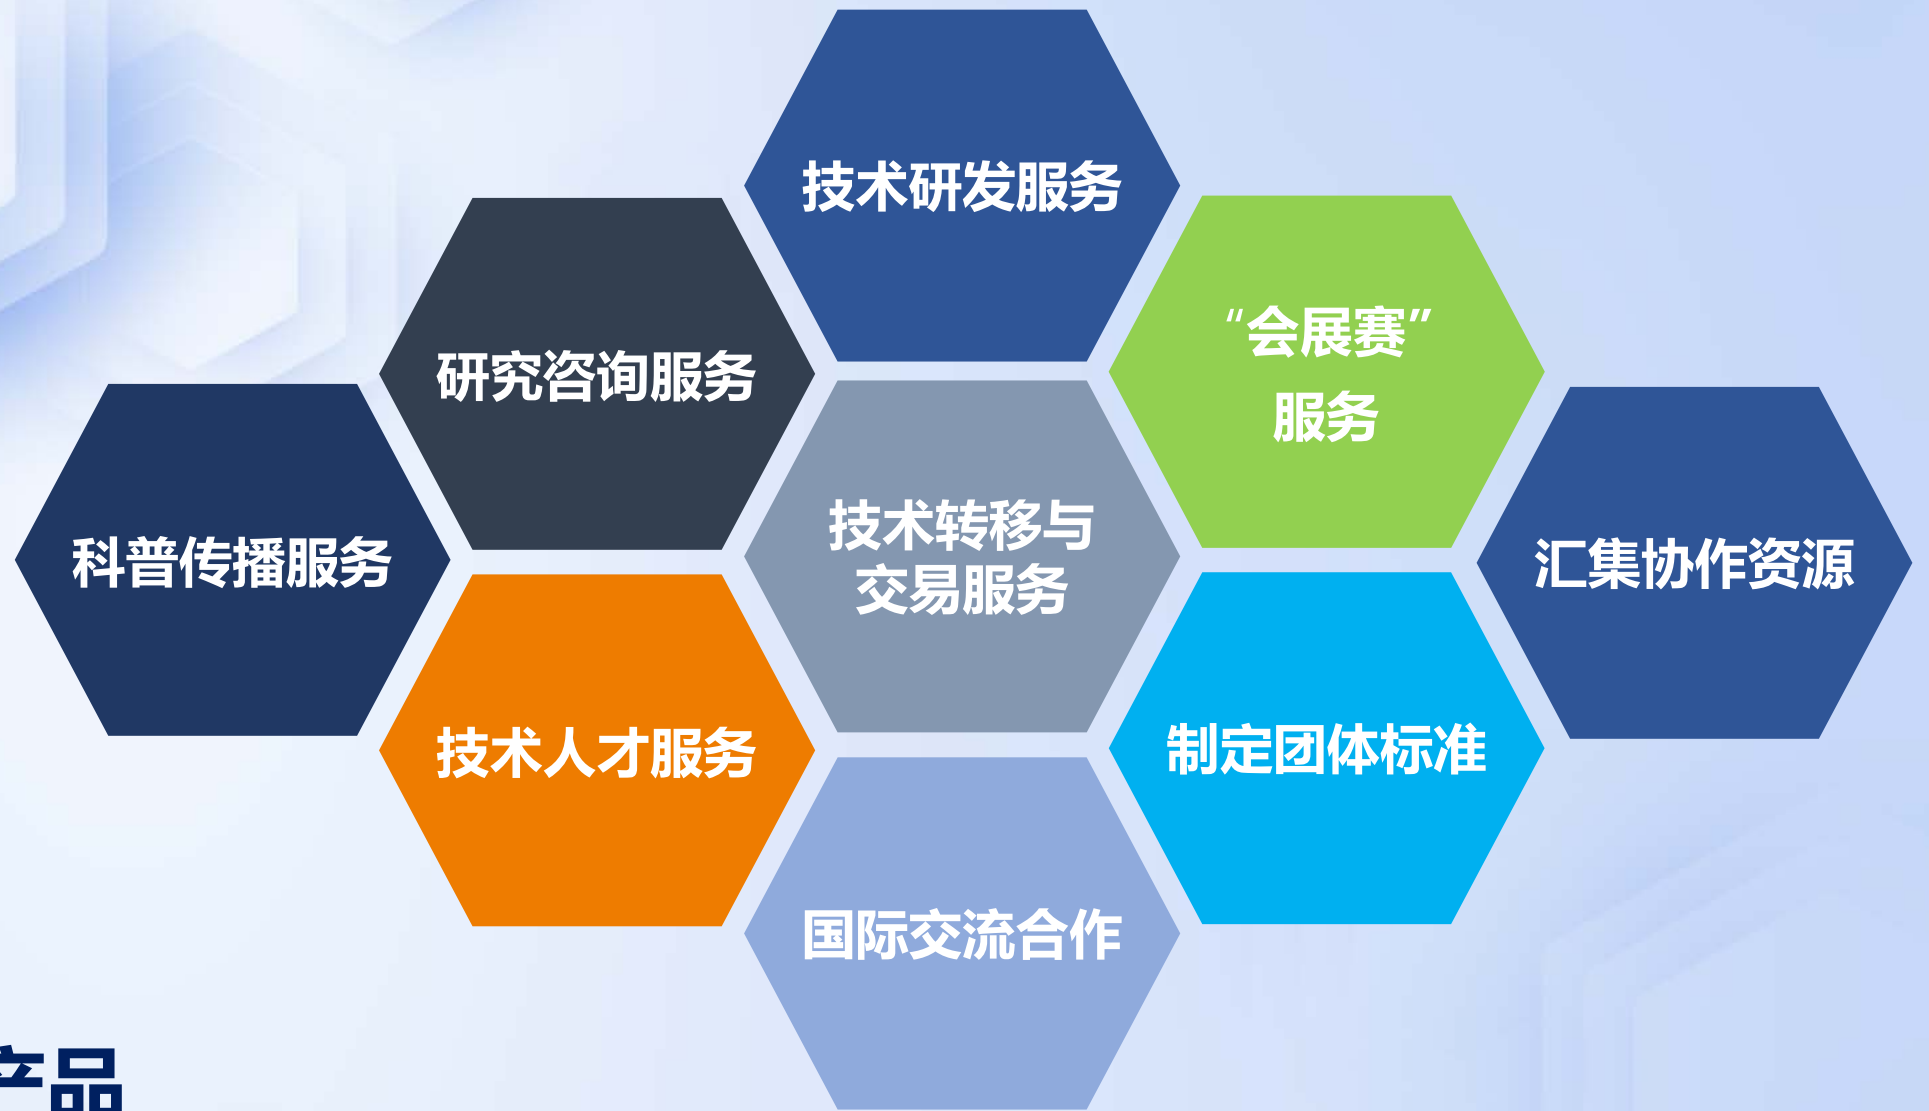 技术研发服务
“会展赛”
服务
研究咨询服务
技术转移与
交易服务
科普传播服务
汇集协作资源
技术人才服务
制定团体标准
国际交流合作
产品